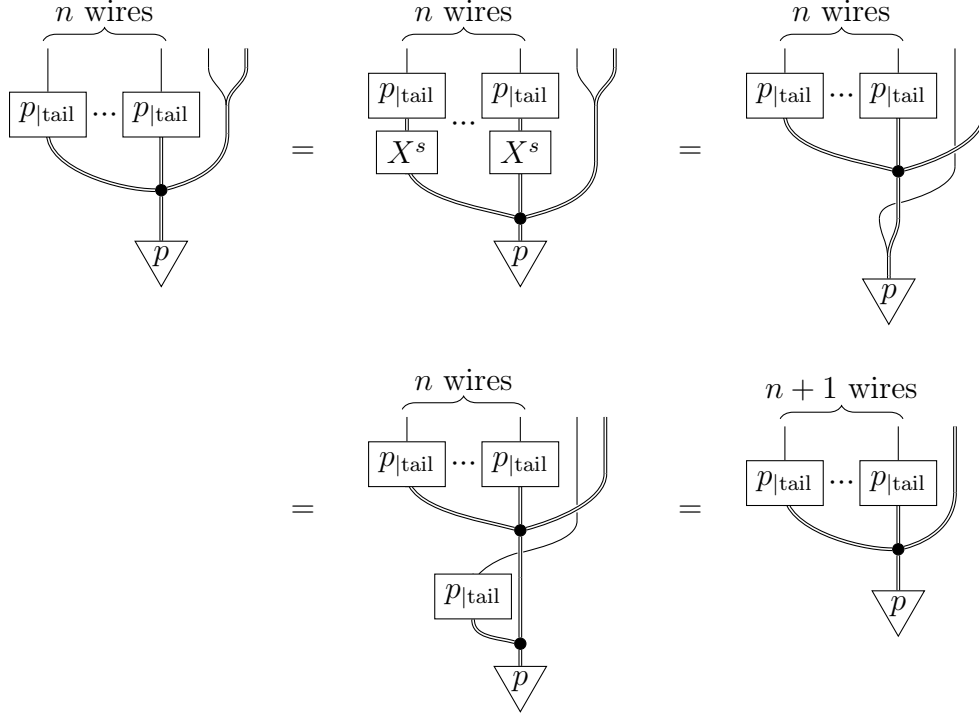 n wires n wires n wires
p|tail ... p|tail = p|tail ... p|tail = p|tail ... p|tail
X^s X^s
p p p
n wires n + 1 wires
= p|tail ... p|tail = p|tail ... p|tail
p|tail
p p